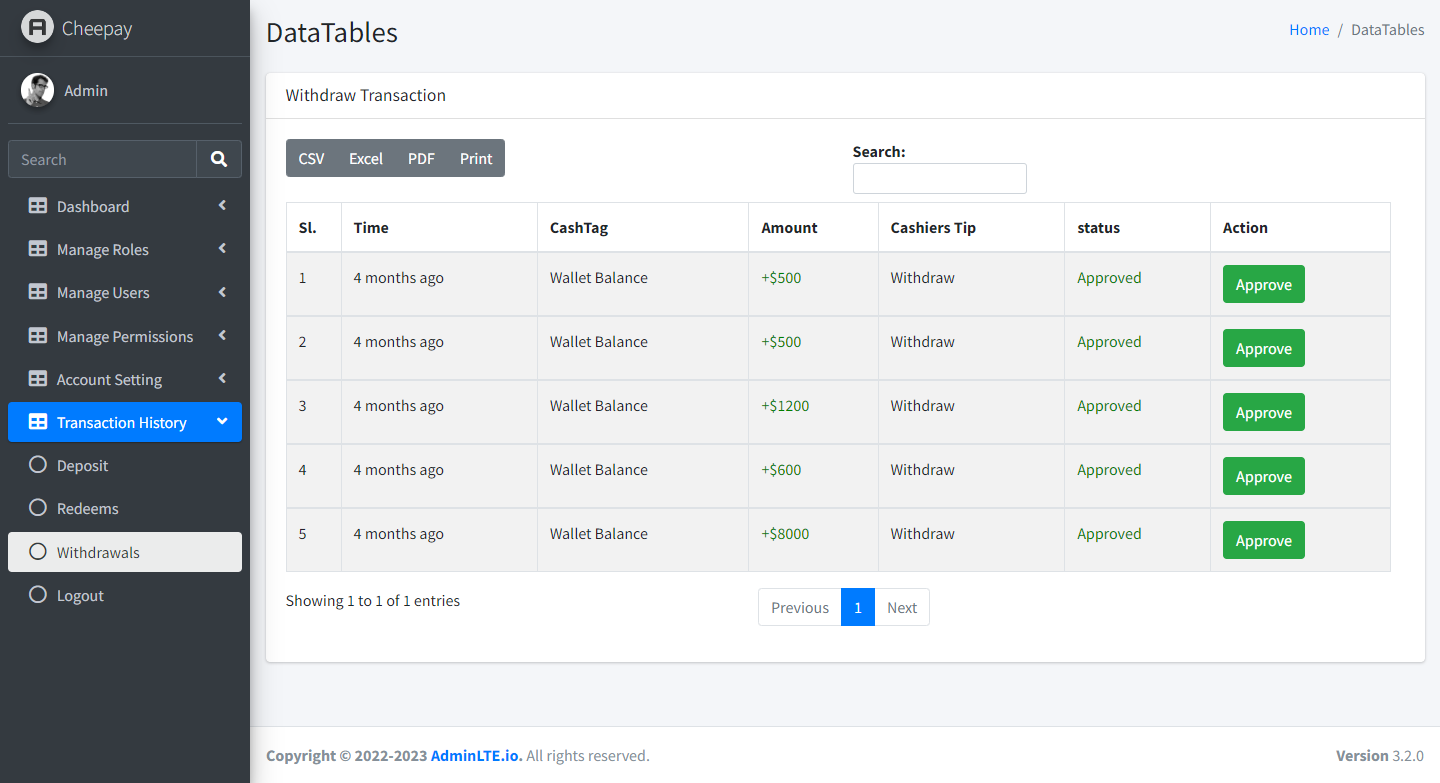 Cheepay
Admin
Search
Dashboard
Manage Roles
Manage Users
Manage Permissions
Account Setting
Transaction History
Deposit
Redeems
Withdrawals
Logout
DataTables
Home / DataTables
Withdraw Transaction
CSV Excel PDF Print
Search:
Sl. Time CashTag Amount Cashiers Tip status Action
1 4 months ago Wallet Balance +$500 Withdraw Approved Approve
2 4 months ago Wallet Balance +$500 Withdraw Approved Approve
3 4 months ago Wallet Balance +$1200 Withdraw Approved Approve
4 4 months ago Wallet Balance +$600 Withdraw Approved Approve
5 4 months ago Wallet Balance +$8000 Withdraw Approved Approve
Showing 1 to 1 of 1 entries
Previous 1 Next
Copyright © 2022-2023 AdminLTE.io. All rights reserved.
Version 3.2.0